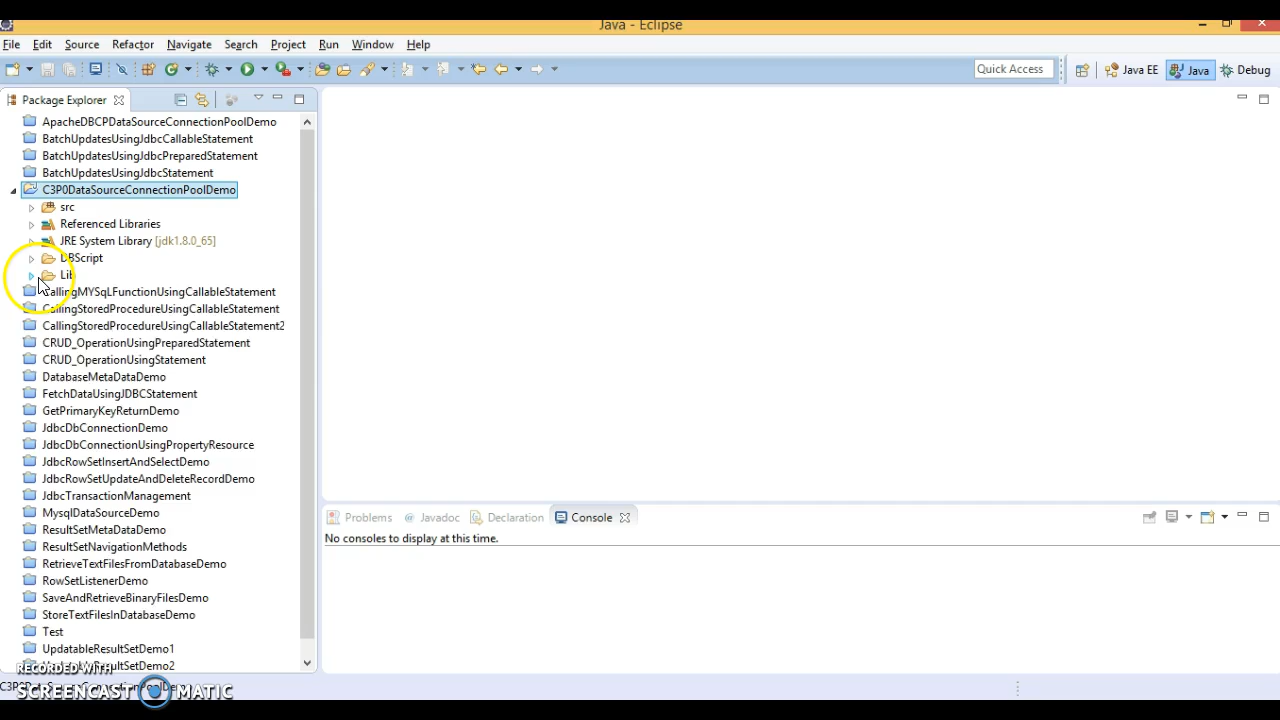 Java - Eclipse
File Edit Source Refactor Navigate Search Project Run Window Help
Quick Access Java EE Java Debug
Package Explorer
ApacheDBCPDataSourceConnectionPoolDemo
BatchUpdatesUsingJdbcCallableStatement
BatchUpdatesUsingJdbcPreparedStatement
BatchUpdatesUsingJdbcStatement
C3P0DataSourceConnectionPoolDemo
src
Referenced Libraries
JRE System Library [jdk1.8.0_65]
DBScript
Lib
CallingMYSqLFunctionUsingCallableStatement
CallingStoredProcedureUsingCallableStatement
CallingStoredProcedureUsingCallableStatement2
CRUD_OperationUsingPreparedStatement
CRUD_OperationUsingStatement
DatabaseMetaDataDemo
FetchDataUsingJDBCStatement
GetPrimaryKeyReturnDemo
JdbcDbConnectionDemo
JdbcDbConnectionUsingPropertyResource
JdbcRowSetInsertAndSelectDemo
JdbcRowSetUpdateAndDeleteRecordDemo
JdbcTransactionManagement
MysqlDataSourceDemo
ResultSetMetaDataDemo
ResultSetNavigationMethods
RetrieveTextFilesFromDatabaseDemo
RowSetListenerDemo
SaveAndRetrieveBinaryFilesDemo
StoreTextFilesInDatabaseDemo
Test
UpdatableResultSetDemo1
Problems Javadoc Declaration Console
No consoles to display at this time.
RECORDED WITH
SCREENCAST MATIC